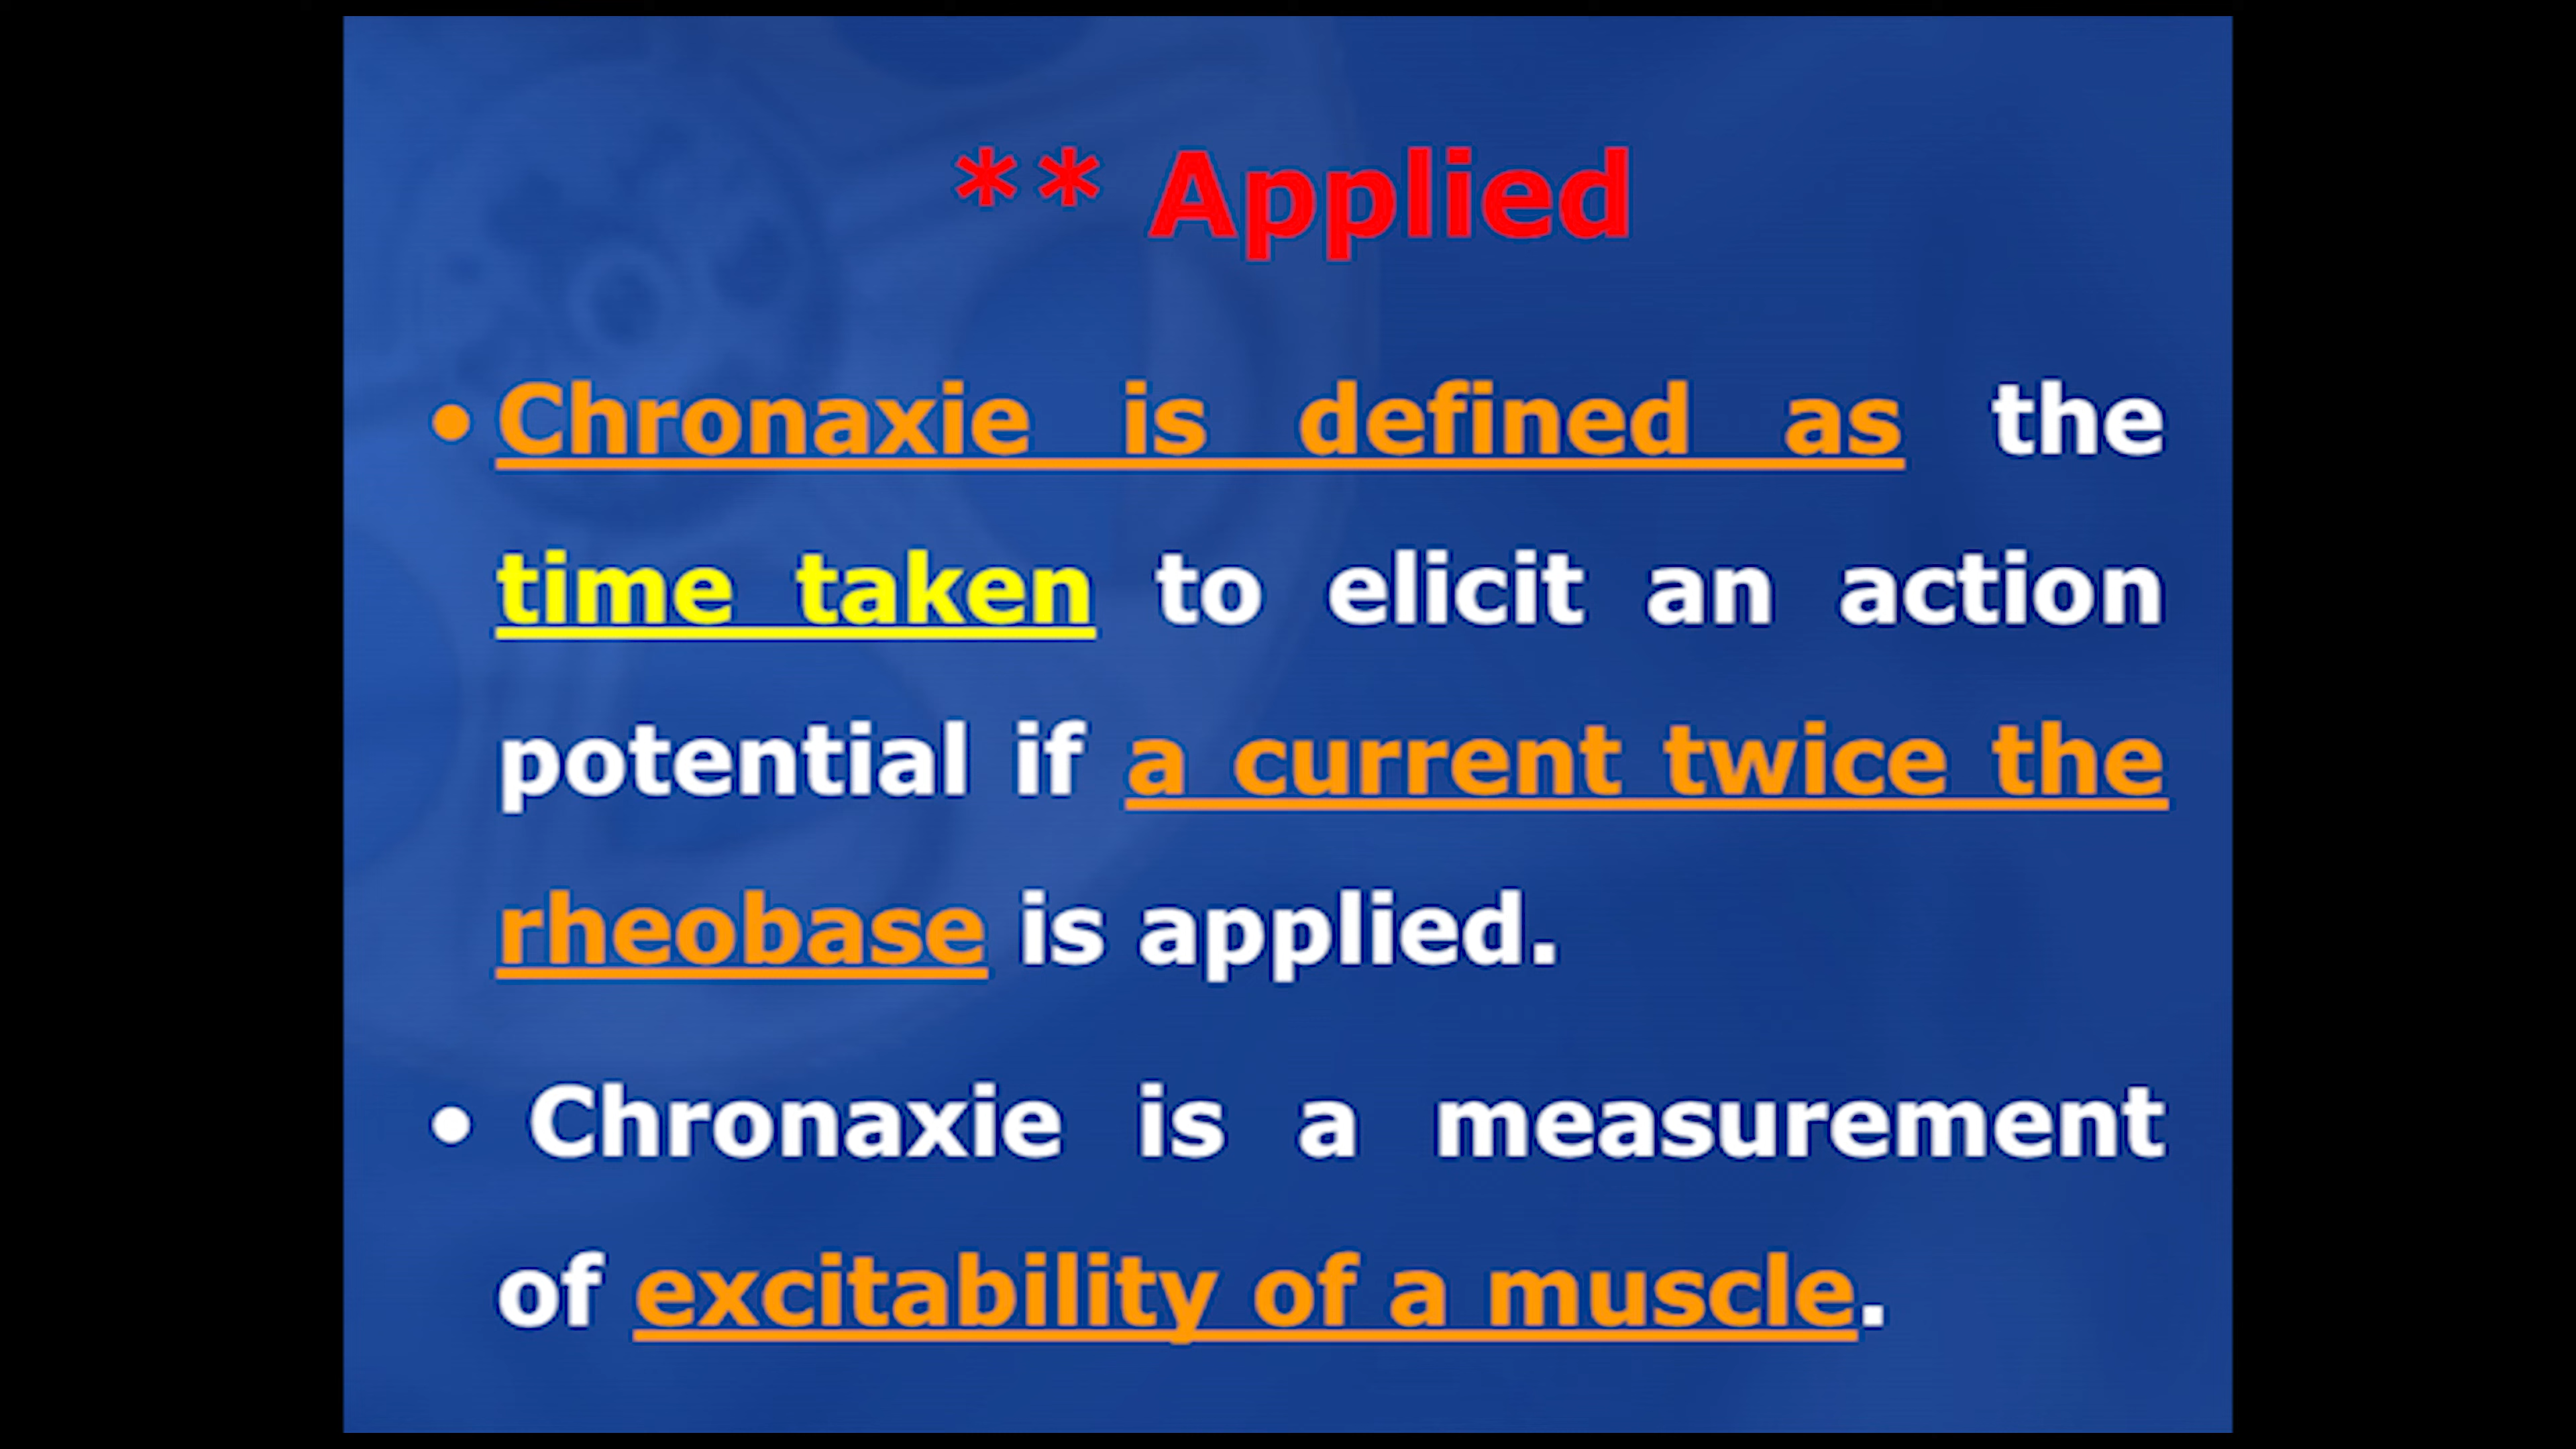 ** Applied
• Chronaxie is defined as the
time taken to elicit an action
potential if a current twice the
rheobase is applied.
• Chronaxie is a measurement
of excitability of a muscle.